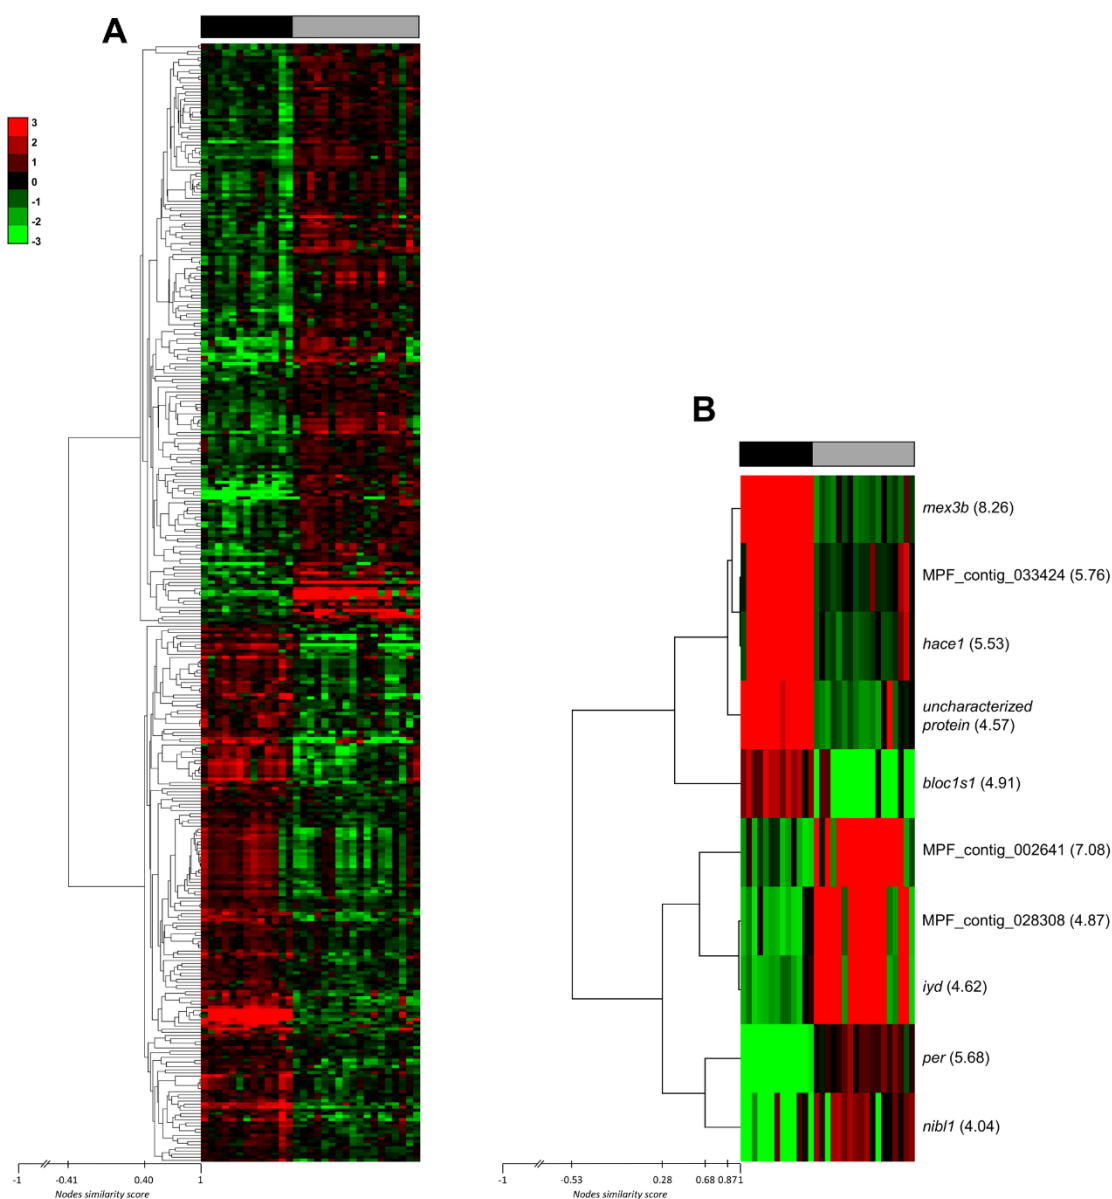 A
3
2
1
0
-1
-2
-3
-1
-0.41
0.40
1
Nodes similarity score
B
mex3b (8.26)
MPF_contig_033424 (5.76)
hace1 (5.53)
uncharacterized
protein (4.57)
bloc1s1 (4.91)
MPF_contig_002641 (7.08)
MPF_contig_028308 (4.87)
iyd (4.62)
per (5.68)
nibl1 (4.04)
-1
-0.53
0.28
0.68
0.871
Nodes similarity score